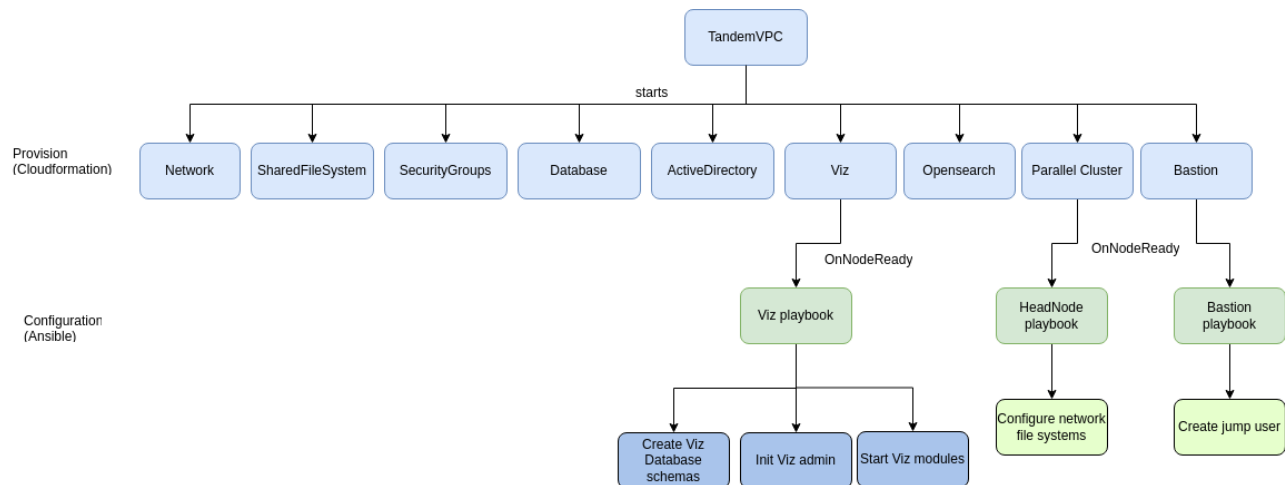 TandemVPC
starts
Provision
(Cloudformation)
Network
SharedFileSystem
SecurityGroups
Database
ActiveDirectory
Viz
Opensearch
Parallel Cluster
Bastion
OnNodeReady
OnNodeReady
Configuration
(Ansible)
Viz playbook
HeadNode
playbook
Bastion
playbook
Create Viz
Database
schemas
Init Viz admin
Start Viz modules
Configure network
file systems
Create jump user